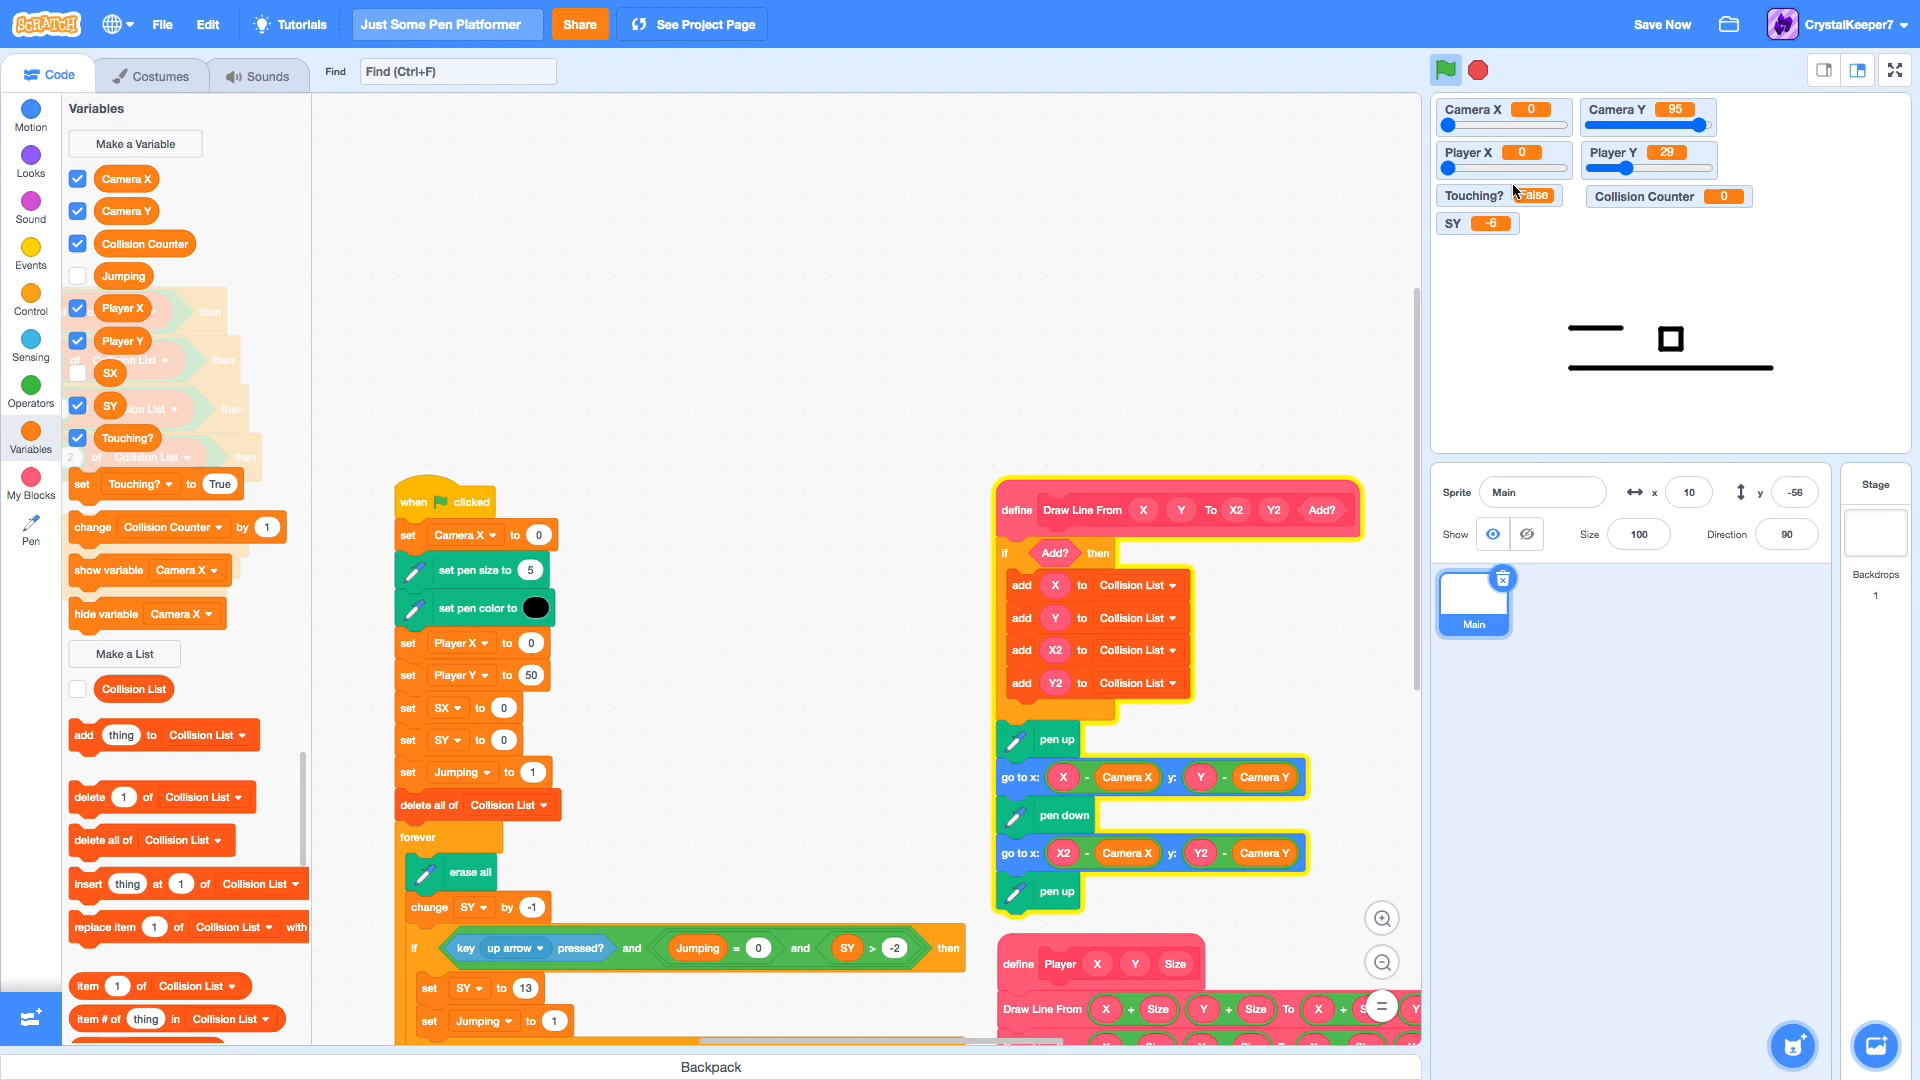 SCRATCH
File
Edit
Tutorials
Just Some Pen Platformer
Share
See Project Page
Save Now
CrystalKeeper7
Code
Costumes
Sounds
Find
Find (Ctrl+F)
Motion
Looks
Sound
Events
Control
Sensing
Operators
Variables
My Blocks
Pen
Variables
Make a Variable
Camera X
Camera Y
Collision Counter
Jumping
Player X
Player Y
SX
SY
Touching?
set Touching? to True
change Collision Counter by 1
show variable Camera X
hide variable Camera X
Make a List
Collision List
add thing to Collision List
delete 1 of Collision List
delete all of Collision List
insert thing at 1 of Collision List
replace item 1 of Collision List with
item 1 of Collision List
item # of thing in Collision List
then
of Collision List then
ion List then
2 of Collision List then
when clicked
set Camera X to 0
set pen size to 5
set pen color to
set Player X to 0
set Player Y to 50
set SX to 0
set SY to 0
set Jumping to 1
delete all of Collision List
forever
erase all
change SY by -1
if key up arrow pressed? and Jumping = 0 and SY > -2 then
set SY to 13
set Jumping to 1
define Draw Line From X Y To X2 Y2 Add?
if Add? then
add X to Collision List
add Y to Collision List
add X2 to Collision List
add Y2 to Collision List
pen up
go to x: X - Camera X y: Y - Camera Y
pen down
go to x: X2 - Camera X y: Y2 - Camera Y
pen up
define Player X Y Size
Draw Line From X + Size Y + Size To X + S Y
Backpack
Camera X 0
Camera Y 95
Player X 0
Player Y 29
Touching? False
Collision Counter 0
SY -6
Sprite Main x 10 y -56
Show Size 100 Direction 90
Main
Stage
Backdrops
1